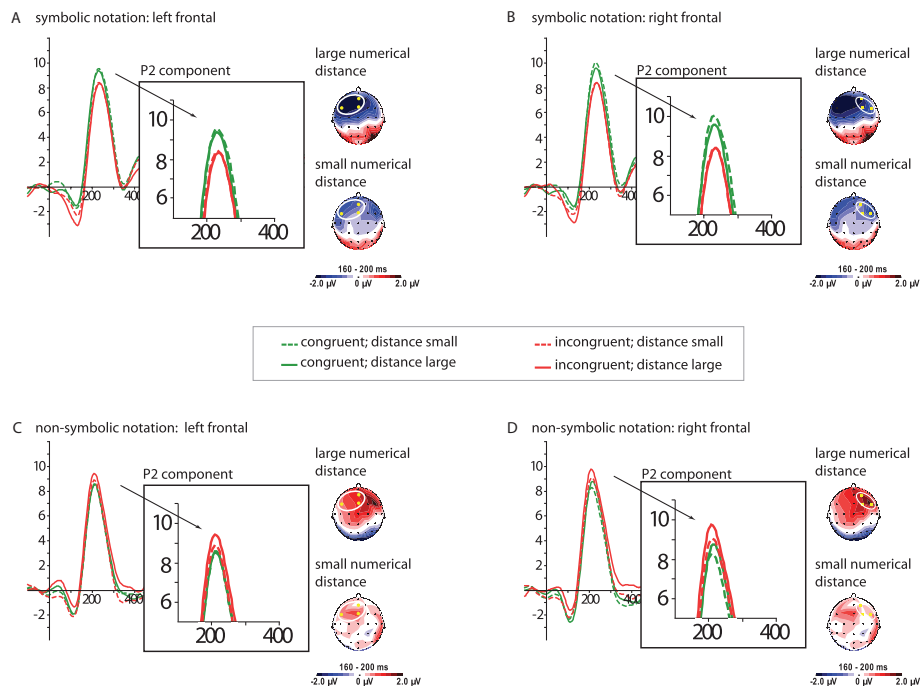 A symbolic notation: left frontal
10
8
6
4
2
-2
200
400
P2 component
10
8
6
200
400
large numerical
distance
small numerical
distance
160 - 200 ms
-2.0 µV 0 µV 2.0 µV
B symbolic notation: right frontal
10
8
6
4
2
-2
200
400
P2 component
10
8
6
200
400
large numerical
distance
small numerical
distance
160 - 200 ms
-2.0 µV 0 µV 2.0 µV
congruent; distance small
incongruent; distance small
congruent; distance large
incongruent; distance large
C non-symbolic notation: left frontal
10
8
6
4
2
-2
200
400
P2 component
10
8
6
200
400
large numerical
distance
small numerical
distance
160 - 200 ms
-2.0 µV 0 µV 2.0 µV
D non-symbolic notation: right frontal
10
8
6
4
2
-2
200
400
P2 component
10
8
6
200
400
large numerical
distance
small numerical
distance
160 - 200 ms
-2.0 µV 0 µV 2.0 µV